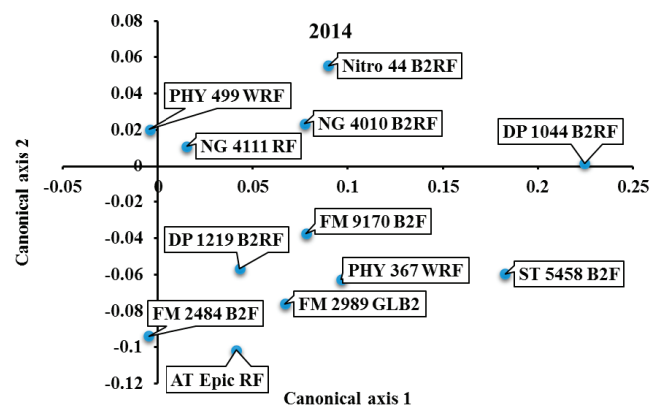 0.08
2014
0.06
Nitro 44 B2RF
0.04
PHY 499 WRF
NG 4010 B2RF
DP 1044 B2RF
0.02
NG 4111 RF
0
-0.05 0 0.05 0.1 0.15 0.2 0.25
-0.02
FM 9170 B2F
-0.04
DP 1219 B2RF
-0.06
PHY 367 WRF
ST 5458 B2F
-0.08
FM 2989 GLB2
FM 2484 B2F
-0.1
AT Epic RF
-0.12
Canonical axis 1
Canonical axis 2